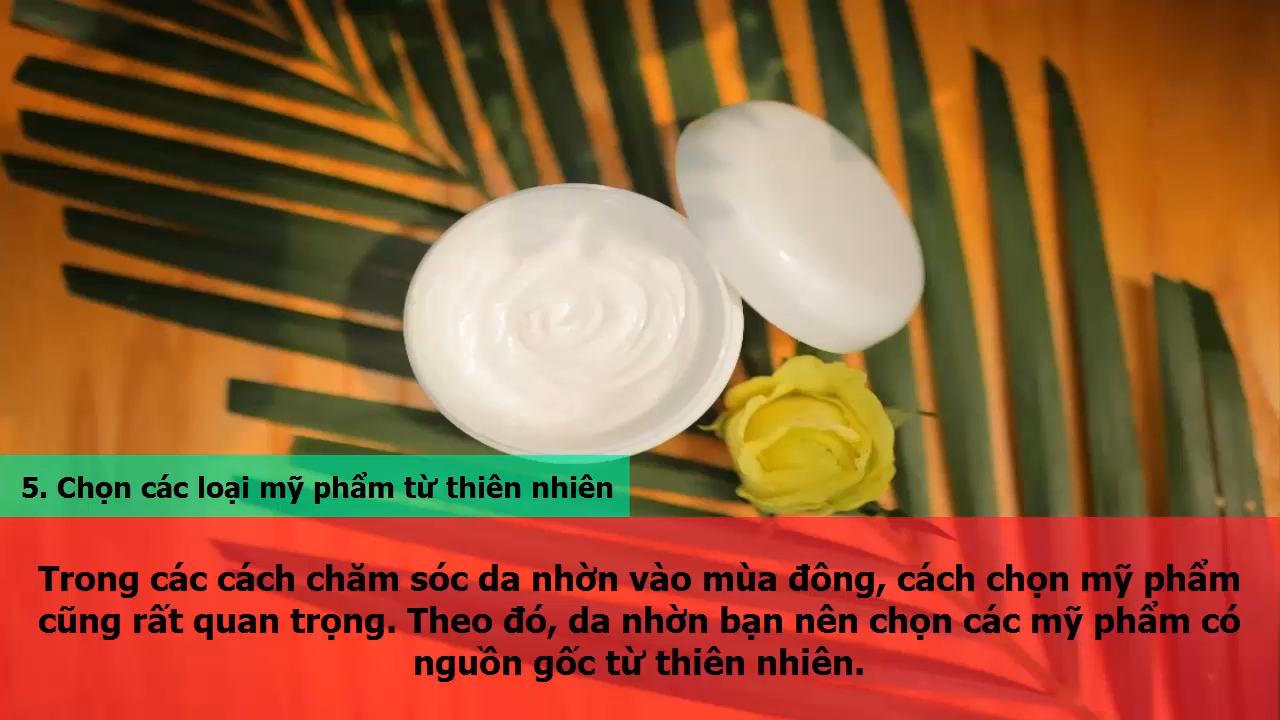 5. Chọn các loại mỹ phẩm từ thiên nhiên
Trong các cách chăm sóc da nhờn vào mùa đông, cách chọn mỹ phẩm
cũng rất quan trọng. Theo đó, da nhờn bạn nên chọn các mỹ phẩm có
nguồn gốc từ thiên nhiên.